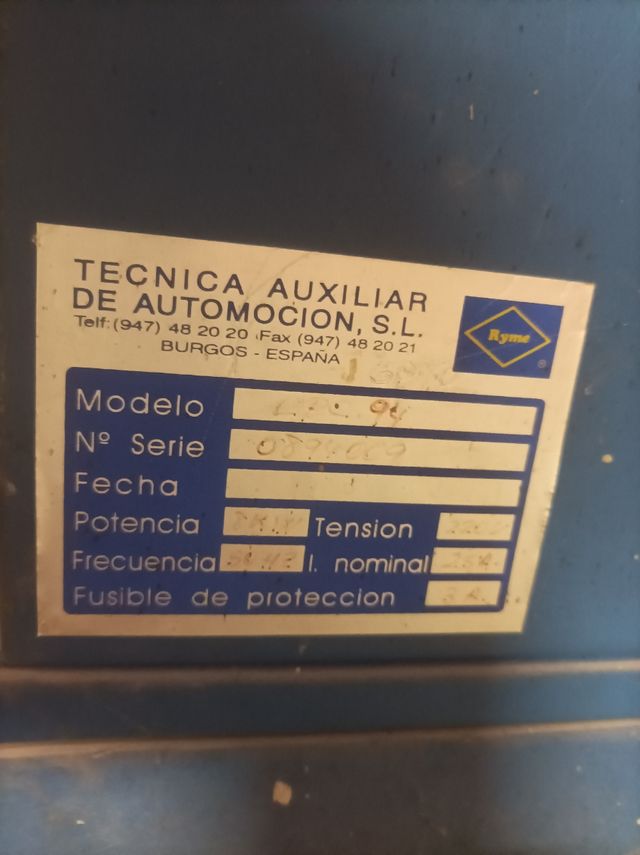 TECNICA AUXILIAR
DE AUTOMOCION, S.L.
Telf:(947) 48 20 20 Fax (947) 48 20 21
BURGOS - ESPAÑA
Ryme
®
Modelo 94
Nº Serie
Fecha
Potencia Tension
Frecuencia I. nominal
Fusible de proteccion